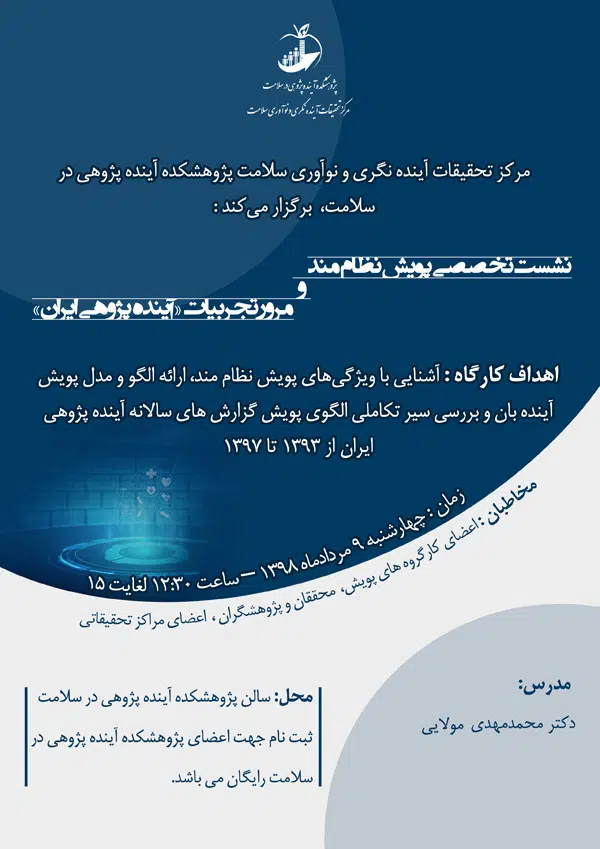 پژوهشکده آینده پژوهی در سلامت
مرکز تحقیقات آینده نگری و نوآوری سلامت
مرکز تحقیقات آینده نگری و نوآوری سلامت پژوهشکده آینده پژوهی در
سلامت، برگزار می‌کند :
نشست تخصصی پویش نظام مند
و
مرور تجربیات «آینده پژوهی ایران»
اهداف کارگاه : آشنایی با ویژگی‌های پویش نظام مند، ارائه الگو و مدل پویش
آینده بان و بررسی سیر تکاملی الگوی پویش گزارش های سالانه آینده پژوهی
ایران از ۱۳۹۳ تا ۱۳۹۷
زمان : چهارشنبه ۹ مردادماه ۱۳۹۸ – ساعت ۱۲:۳۰ لغایت ۱۵
مخاطبان : اعضای کارگروه های پویش، محققان و پژوهشگران ، اعضای مراکز تحقیقاتی
مدرس:
دکتر محمدمهدی مولایی
محل: سالن پژوهشکده آینده پژوهی در سلامت
ثبت نام جهت اعضای پژوهشکده آینده پژوهی در
سلامت رایگان می باشد.